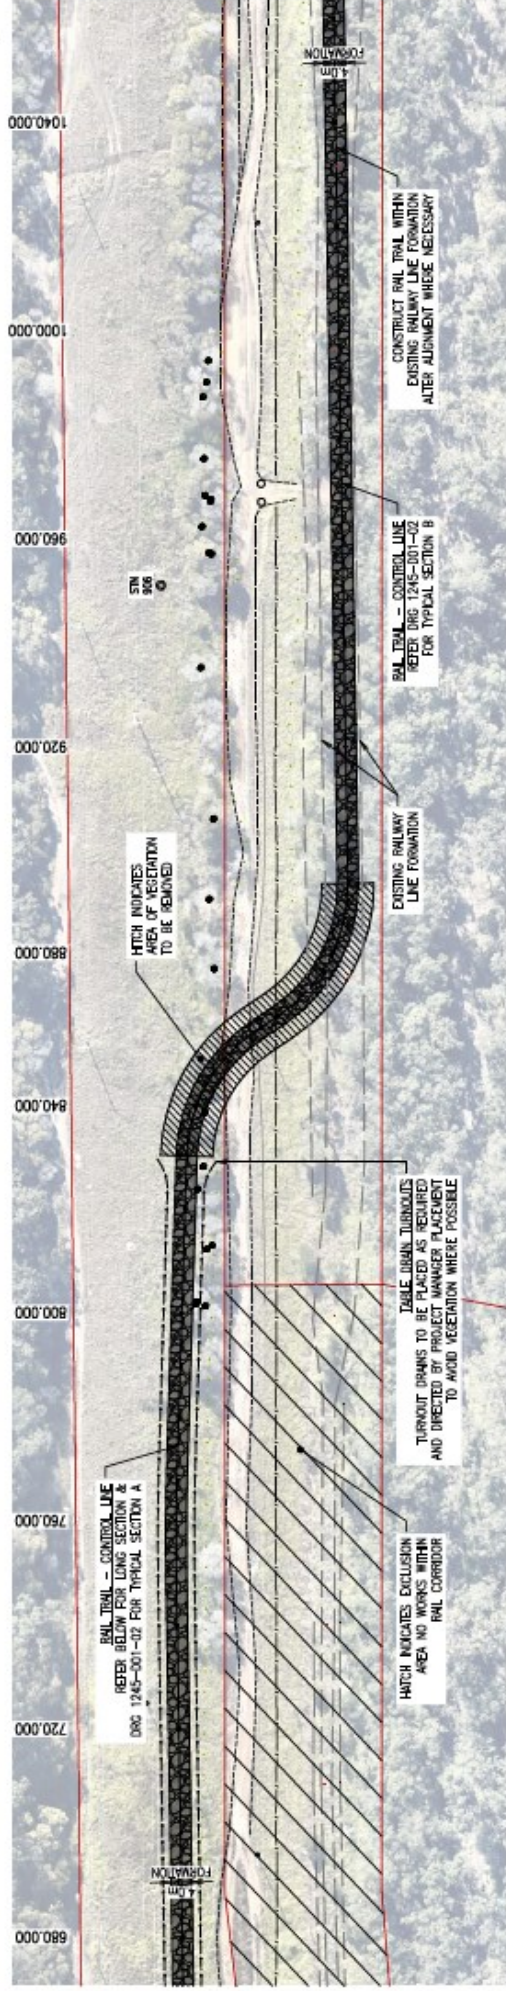 1040.000
1000.000
960.000
920.000
880.000
840.000
800.000
760.000
720.000
680.000
4.0m
FORMATION
CONSTRUCT RAIL TRAIL WITHIN
EXISTING RAILWAY LINE FORMATION
ALTER ALIGNMENT WHERE NECESSARY
RAIL TRAIL - CONTROL LINE
REFER DRG 1245-001-02
FOR TYPICAL SECTION B
STN
906
EXISTING RAILWAY
LINE FORMATION
HTCH INDICATES
AREA OF VEGETATION
TO BE REMOVED
TABLE DRAIN TURNOUTS
TURNOUT DRAINS TO BE PLACED AS REQUIRED
AND DIRECTED BY PROJECT MANAGER PLACEMENT
TO AVOID VEGETATION WHERE POSSIBLE
HATCH INDICATES EXCLUSION
AREA NO WORKS WITHIN
RAIL CORRIDOR
RAIL TRAIL - CONTROL LINE
REFER BELOW FOR LONG SECTION &
DRG 1245-001-02 FOR TYPICAL SECTION A
4.0m
FORMATION